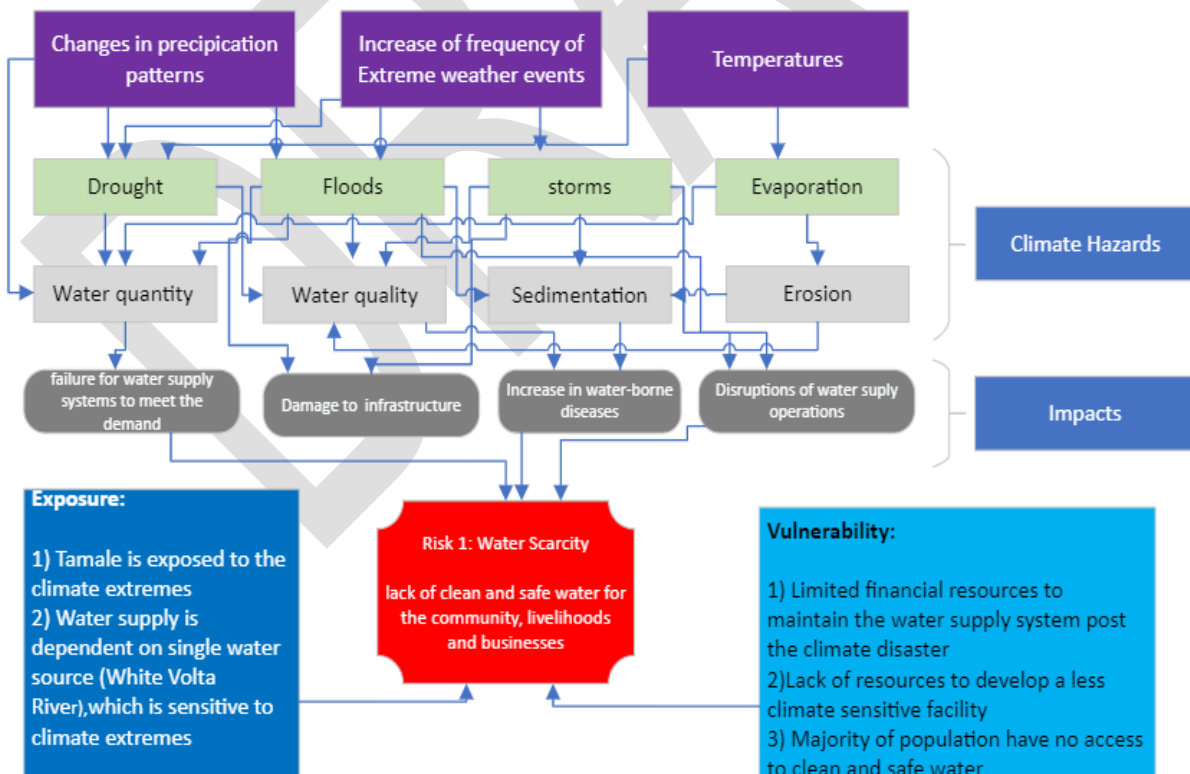 Changes in precipication
patterns
Increase of frequency of
Extreme weather events
Temperatures
Drought
Floods
storms
Evaporation
Climate Hazards
Water quantity
Water quality
Sedimentation
Erosion
failure for water supply
systems to meet the
demand
Damage to infrastructure
Increase in water-borne
diseases
Disruptions of water suply
operations
Impacts
Exposure:
1) Tamale is exposed to the
climate extremes
2) Water supply is
dependent on single water
source (White Volta
River),which is sensitive to
climate extremes
Risk 1: Water Scarcity
lack of clean and safe water for
the community, livelihoods
and businesses
Vulnerability:
1) Limited financial resources to
maintain the water supply system post
the climate disaster
2)Lack of resources to develop a less
climate sensitive facility
3) Majority of population have no access
to clean and safe water